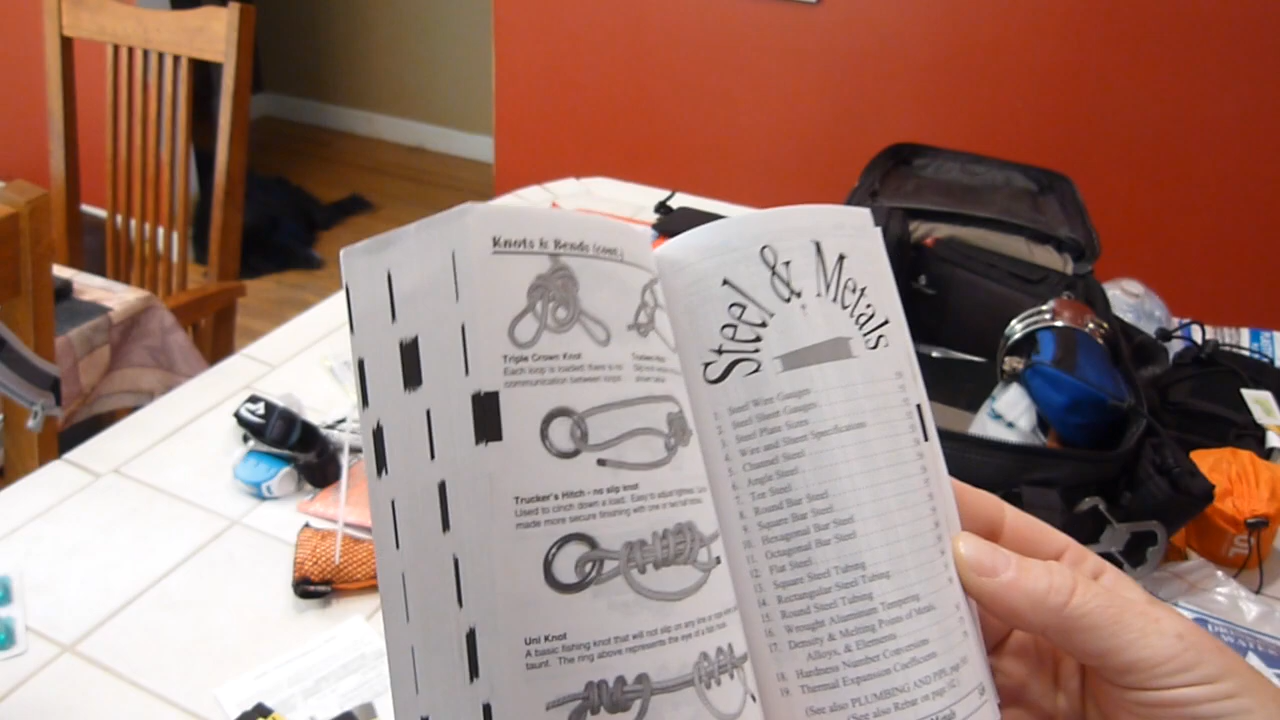 Knots & Bends (cont.)
Triple Crown Knot
Each loop is loaded; there is no
communication between loops
Trucker's Hitch - no slip knot
Used to cinch down a load. Easy to adjust tightness.
made more secure finishing with one or two half hitches
Uni Knot
A basic fishing knot that will not slip on any line or rope when
taunt. The ring above represents the eye of a fish hook.
Steel & Metals
1. Steel Wire Gauges
2. Steel Sheet Gauges
3. Steel Plate Sizes
4. Wire and Sheet Specifications
5. Channel Steel
6. Angle Steel
7. Tee Steel
8. Round Bar Steel
9. Square Bar Steel
10. Hexagonal Bar Steel
11. Octagonal Bar Steel
12. Flat Steel
13. Square Steel Tubing
14. Rectangular Steel Tubing
15. Round Steel Tubing
16. Wrought Aluminum Tempering
17. Density & Melting Points of Metals,
Alloys, & Elements
18. Hardness Number Conversions
19. Thermal Expansion Coefficients
(See also PLUMBING AND PIPE, page
(See also Rebar on page
Metals